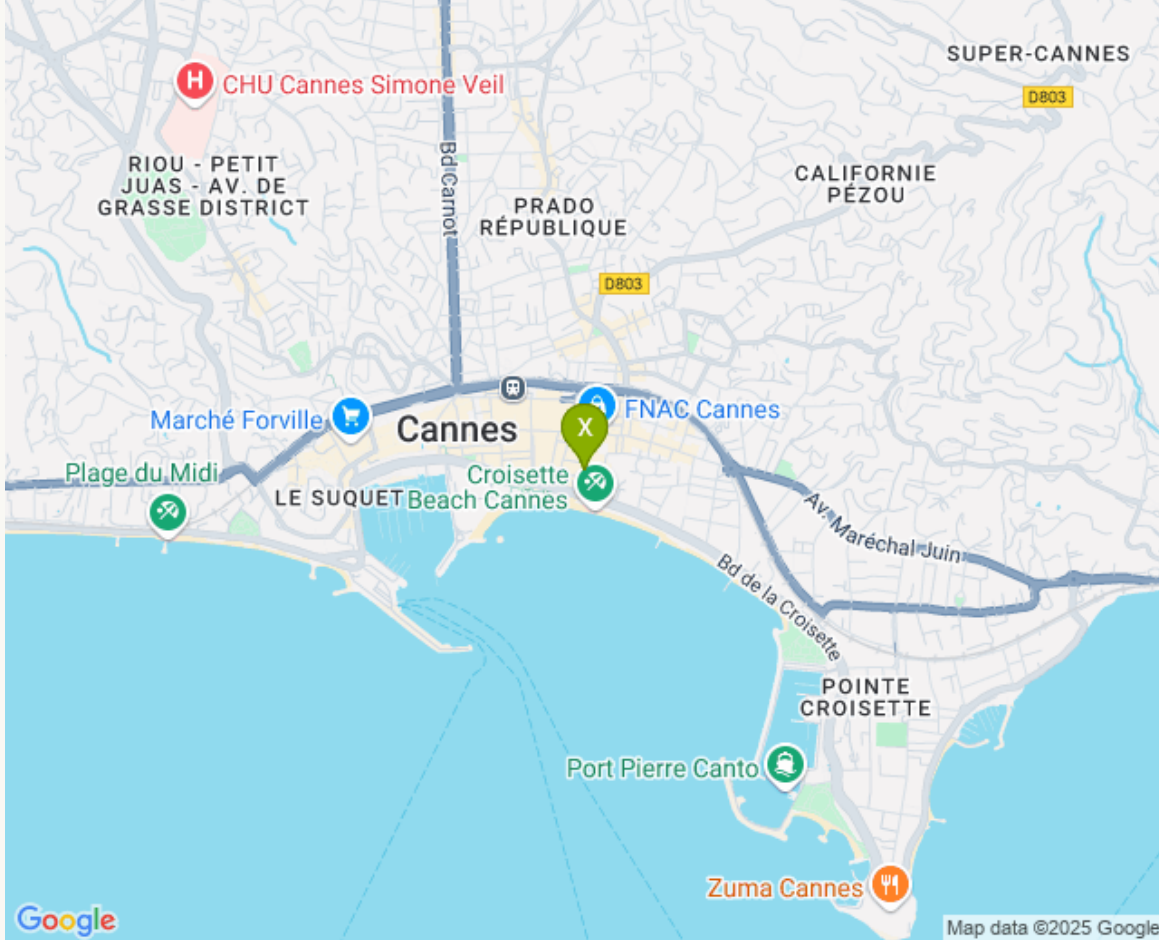 SUPER-CANNES
H
CHU Cannes Simone Veil
D803
Bd Carnot
RIOU - PETIT
JUAS - AV. DE
GRASSE DISTRICT
CALIFORNIE
PÉZOU
PRADO
RÉPUBLIQUE
D803
Marché Forville
Cannes
X
FNAC Cannes
Plage du Midi
LE SUQUET
Croisette
Beach Cannes
Av. Maréchal Juin
Bd de la Croisette
POINTE
CROISETTE
Port Pierre Canto
Zuma Cannes
Google
Map data ©2025 Google